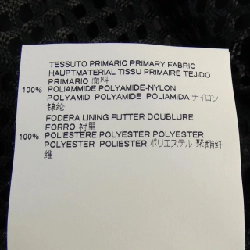 TESSUTO PRIMARIO PRIMARY FABRIC
HAUPTMATERIAL TISSU PRIMAIRE TEJIDO
PRIMARIO 面料
100% POLIAMMIDE POLYAMIDE-NYLON
POLYAMID POLYAMIDE POLIAMIDA ナイロン
锦纶
FODERA LINING FUTTER DOUBLURE
FORRO 衬里
100% POLIESTERE POLYESTER POLYESTER
POLYESTER POLIESTER ポリエステル 聚酯纤
维